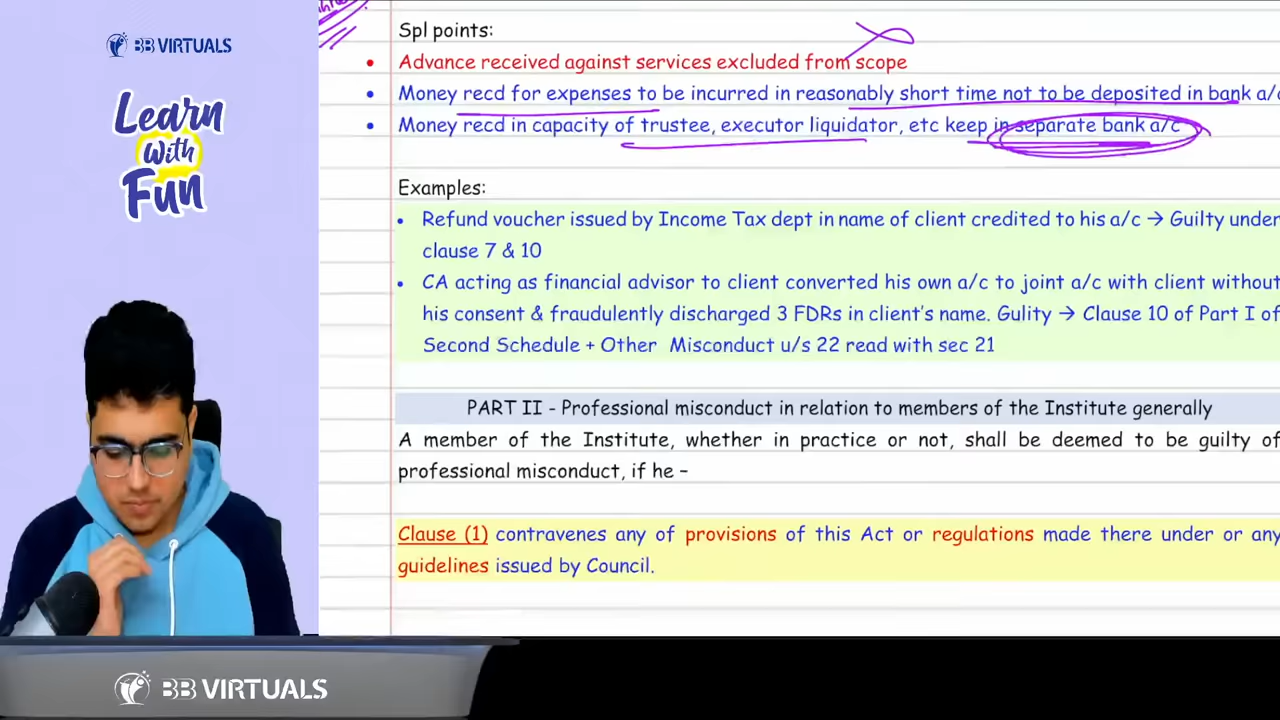 BB VIRTUALS
Learn
With
Fun
Spl points:
• Advance received against services excluded from scope
• Money recd for expenses to be incurred in reasonably short time not to be deposited in bank a/c
• Money recd in capacity of trustee, executor liquidator, etc keep in separate bank a/c
Examples:
• Refund voucher issued by Income Tax dept in name of client credited to his a/c → Guilty under
clause 7 & 10
• CA acting as financial advisor to client converted his own a/c to joint a/c with client without
his consent & fraudulently discharged 3 FDRs in client's name. Gulity → Clause 10 of Part I of
Second Schedule + Other Misconduct u/s 22 read with sec 21
PART II - Professional misconduct in relation to members of the Institute generally
A member of the Institute, whether in practice or not, shall be deemed to be guilty of
professional misconduct, if he –
Clause (1) contravenes any of provisions of this Act or regulations made there under or any
guidelines issued by Council.
BB VIRTUALS